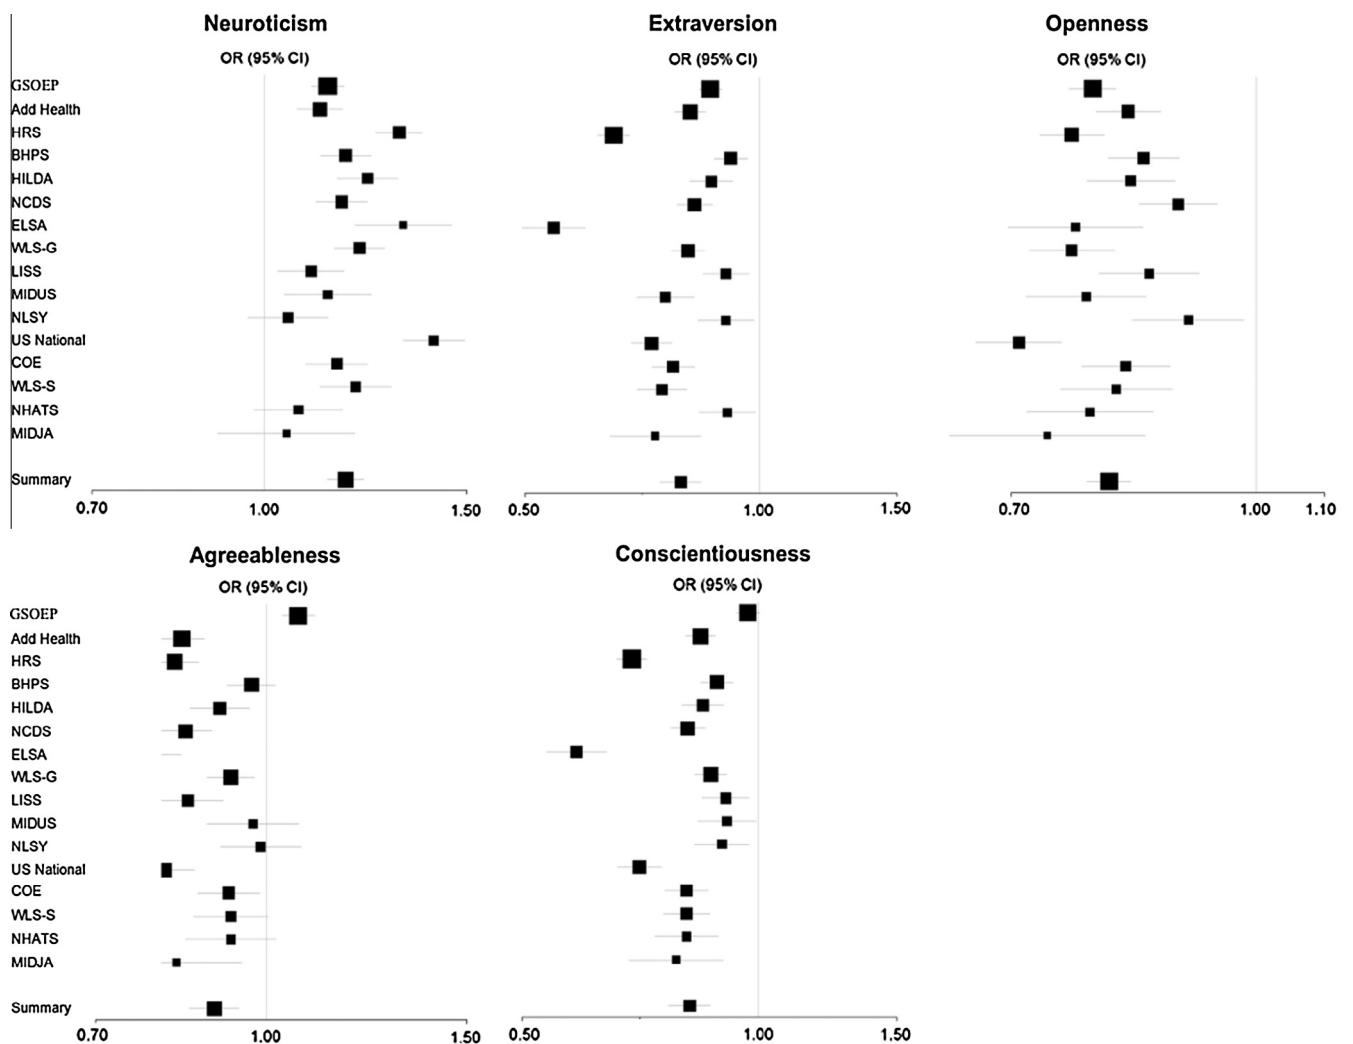 Neuroticism Extraversion Openness
OR (95% CI) OR (95% CI) OR (95% CI)
GSOEP
Add Health
HRS
BHPS
HILDA
NCDS
ELSA
WLS-G
LISS
MIDUS
NLSY
US National
COE
WLS-S
NHATS
MIDJA
Summary
0.70 1.00 1.50 0.50 1.00 1.50 0.70 1.00 1.10
Agreeableness Conscientiousness
OR (95% CI) OR (95% CI)
GSOEP
Add Health
HRS
BHPS
HILDA
NCDS
ELSA
WLS-G
LISS
MIDUS
NLSY
US National
COE
WLS-S
NHATS
MIDJA
Summary
0.70 1.00 1.50 0.50 1.00 1.50